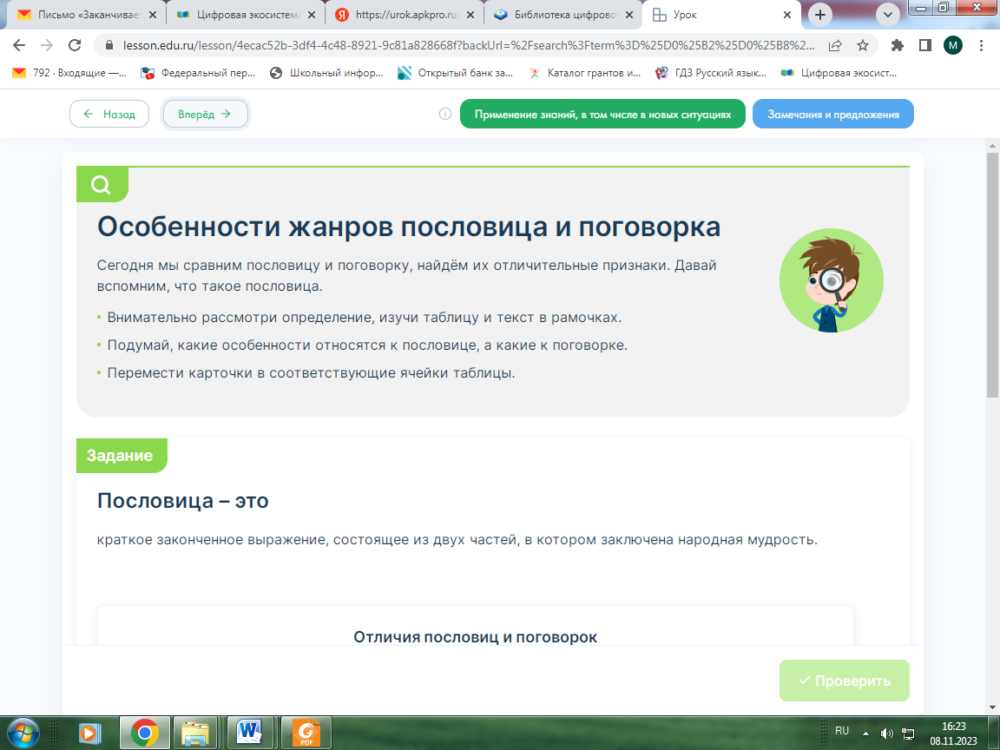 Письмо «Заканчивает
Цифровая экосистема
https://urok.apkpro.ru
Библиотека цифровог
Урок
lesson.edu.ru/lesson/4ecac52b-3df4-4c48-8921-9c81a828668f?backUrl=%2Fsearch%3Fterm%3D%25D0%25B2%25D0%25B8%2...
М
792 · Входящие —...
Федеральный пер...
Школьный инфор...
Открытый банк за...
Каталог грантов и...
ГДЗ Русский язык...
Цифровая экосист...
Назад
Вперёд
Применение знаний, в том числе в новых ситуациях
Замечания и предложения
Особенности жанров пословица и поговорка
Сегодня мы сравним пословицу и поговорку, найдём их отличительные признаки. Давай
вспомним, что такое пословица.
• Внимательно рассмотри определение, изучи таблицу и текст в рамочках.
• Подумай, какие особенности относятся к пословице, а какие к поговорке.
• Перемести карточки в соответствующие ячейки таблицы.
Задание
Пословица – это
краткое законченное выражение, состоящее из двух частей, в котором заключена народная мудрость.
Отличия пословиц и поговорок
Проверить
PDF
RU
16:23
08.11.2023